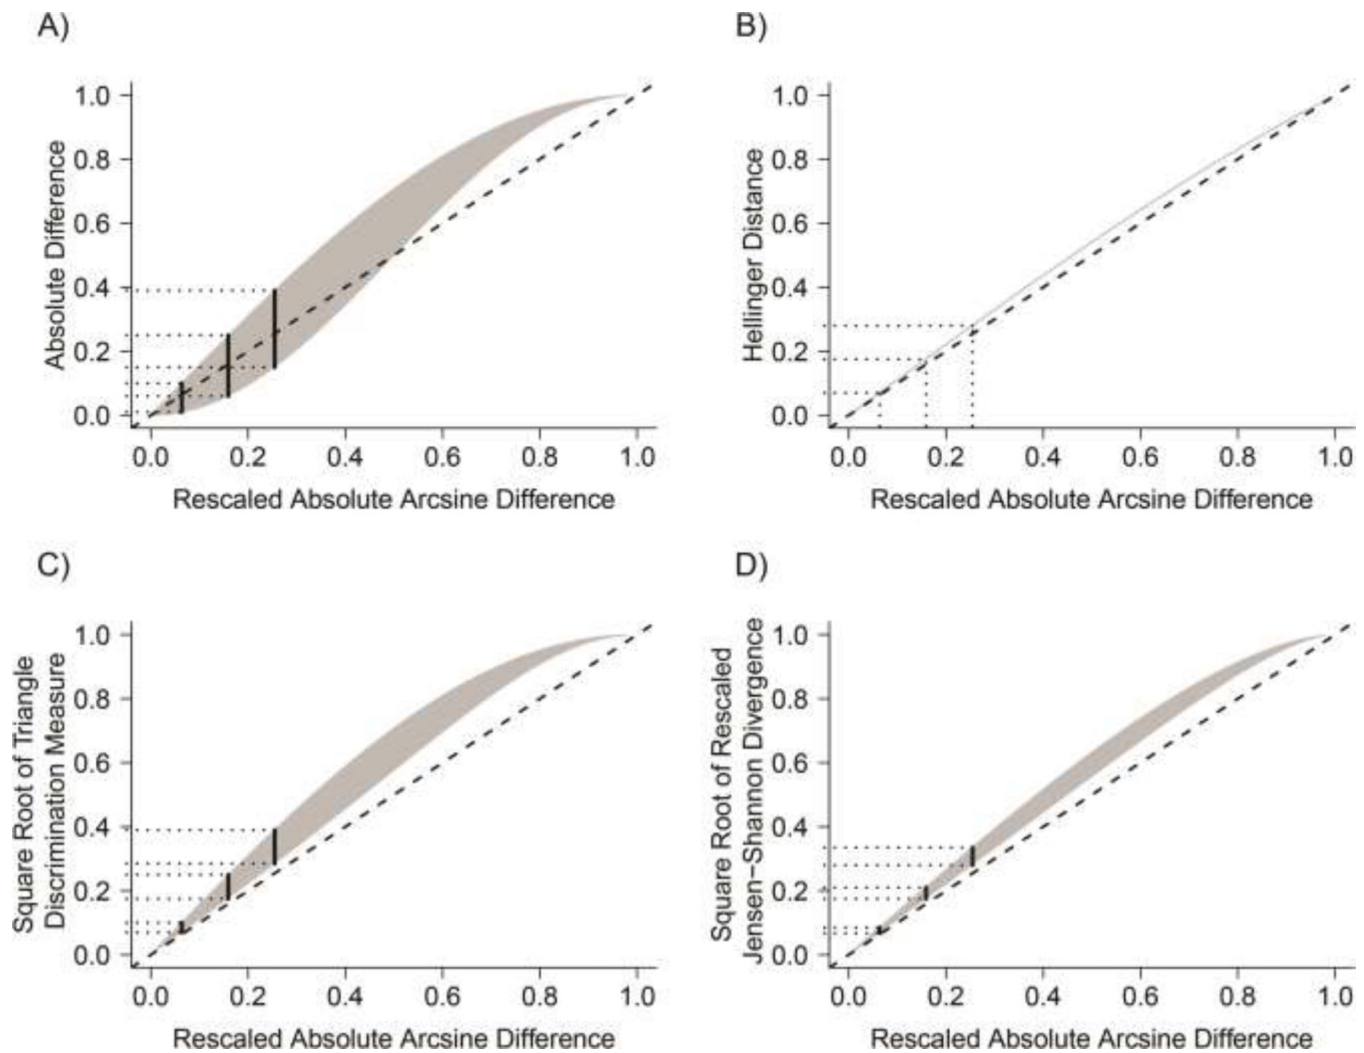 A)
Absolute Difference
1.0
0.8
0.6
0.4
0.2
0.0
0.0 0.2 0.4 0.6 0.8 1.0
Rescaled Absolute Arcsine Difference
B)
Hellinger Distance
1.0
0.8
0.6
0.4
0.2
0.0
0.0 0.2 0.4 0.6 0.8 1.0
Rescaled Absolute Arcsine Difference
C)
Square Root of Triangle
Discrimination Measure
1.0
0.8
0.6
0.4
0.2
0.0
0.0 0.2 0.4 0.6 0.8 1.0
Rescaled Absolute Arcsine Difference
D)
Square Root of Rescaled
Jensen−Shannon Divergence
1.0
0.8
0.6
0.4
0.2
0.0
0.0 0.2 0.4 0.6 0.8 1.0
Rescaled Absolute Arcsine Difference